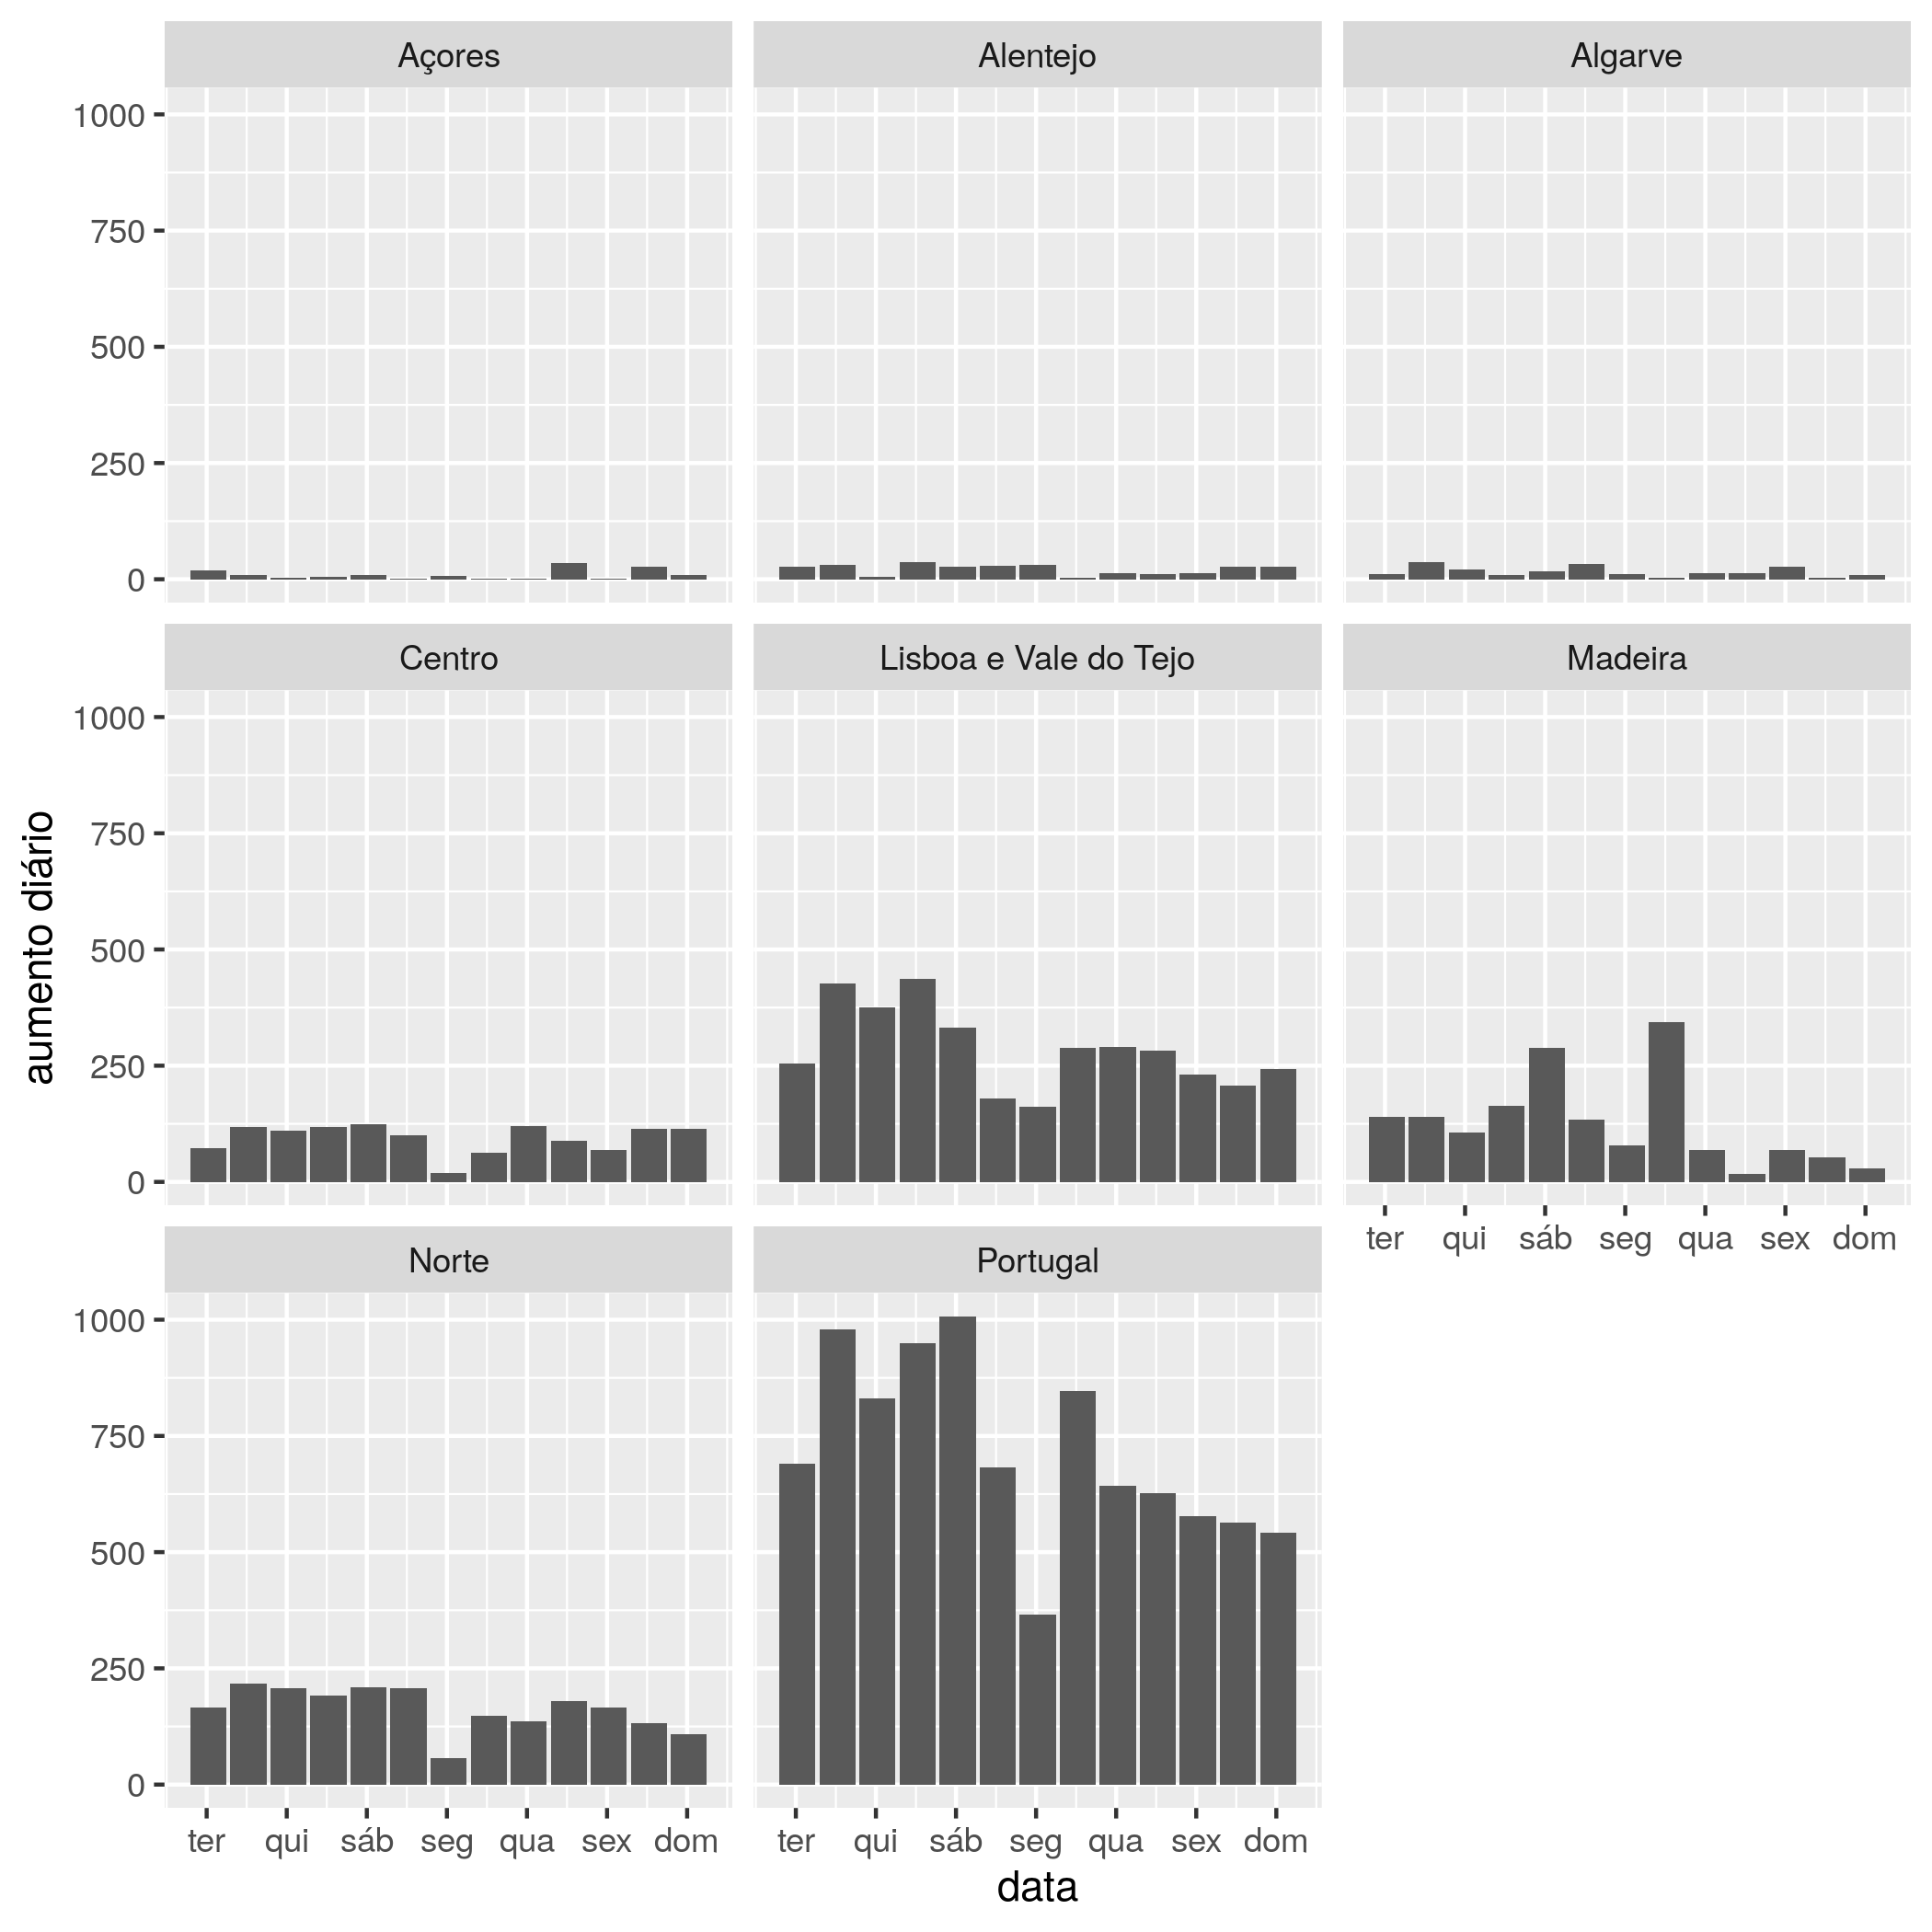 Açores
Alentejo
Algarve
1000
750
500
250
0
Centro
Lisboa e Vale do Tejo
Madeira
1000
750
500
250
0
ter qui sáb seg qua sex dom
Norte
Portugal
1000
750
500
250
0
ter qui sáb seg qua sex dom
ter qui sáb seg qua sex dom
data
aumento diário